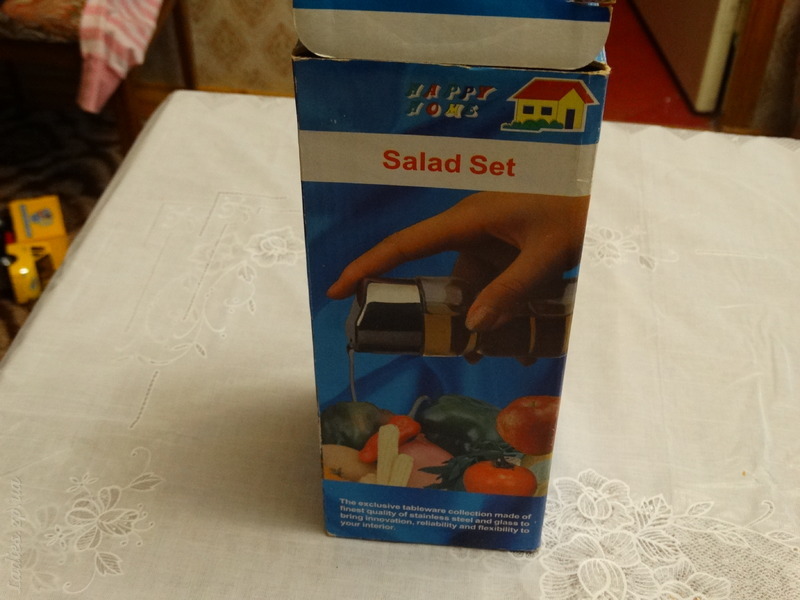 HAPPY
HOME
Salad Set
The exclusive tableware collection made of
finest quality of stainless steel and glass to
bring innovation, reliability and flexibility to
your interior.